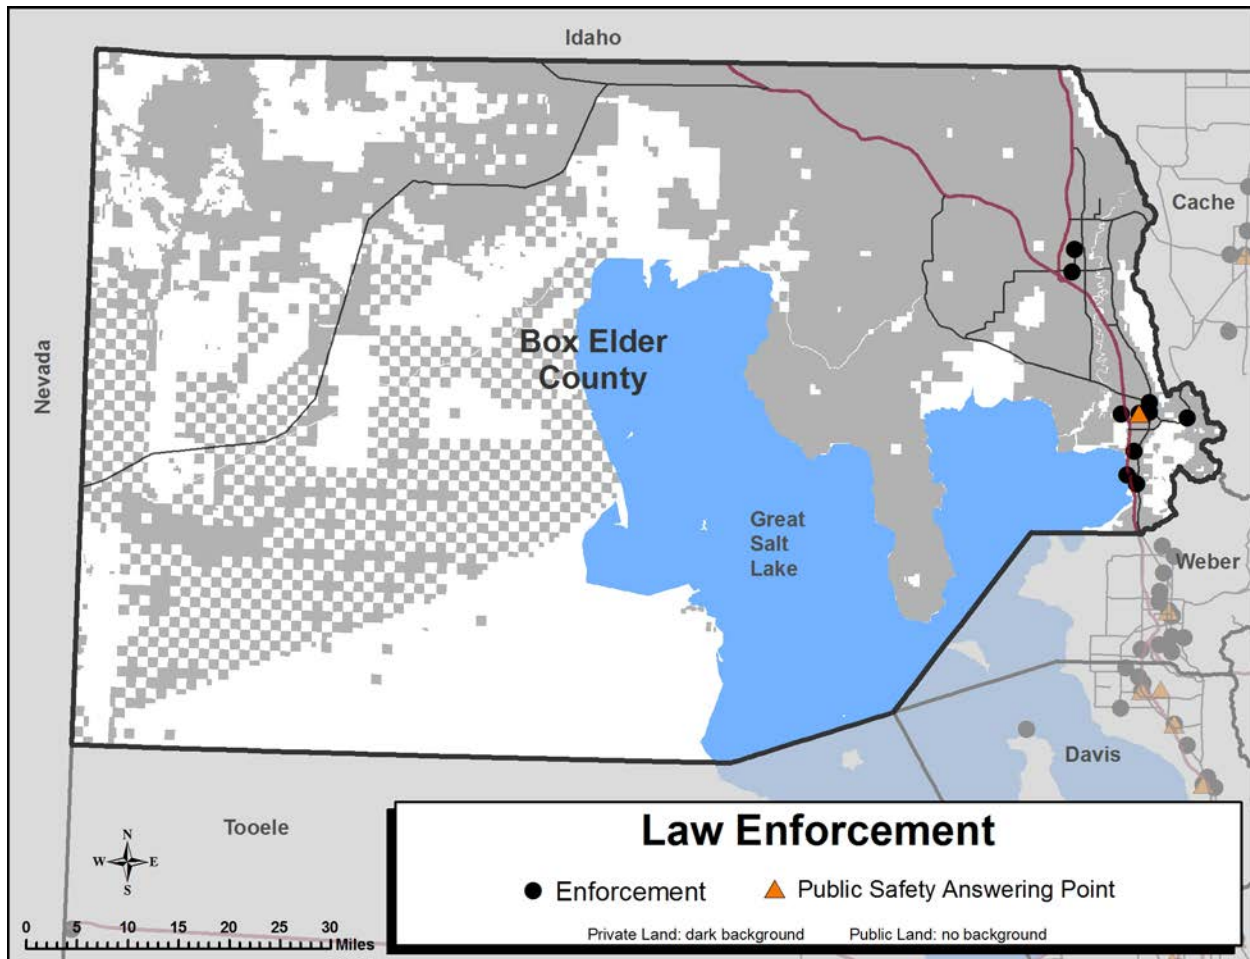 Idaho
Cache
Nevada
Box Elder
County
Great
Salt
Lake
Weber
Davis
Tooele
N
W E
S
0 5 10 15 20 25 30
Miles
Law Enforcement
Enforcement
Public Safety Answering Point
Private Land: dark background
Public Land: no background